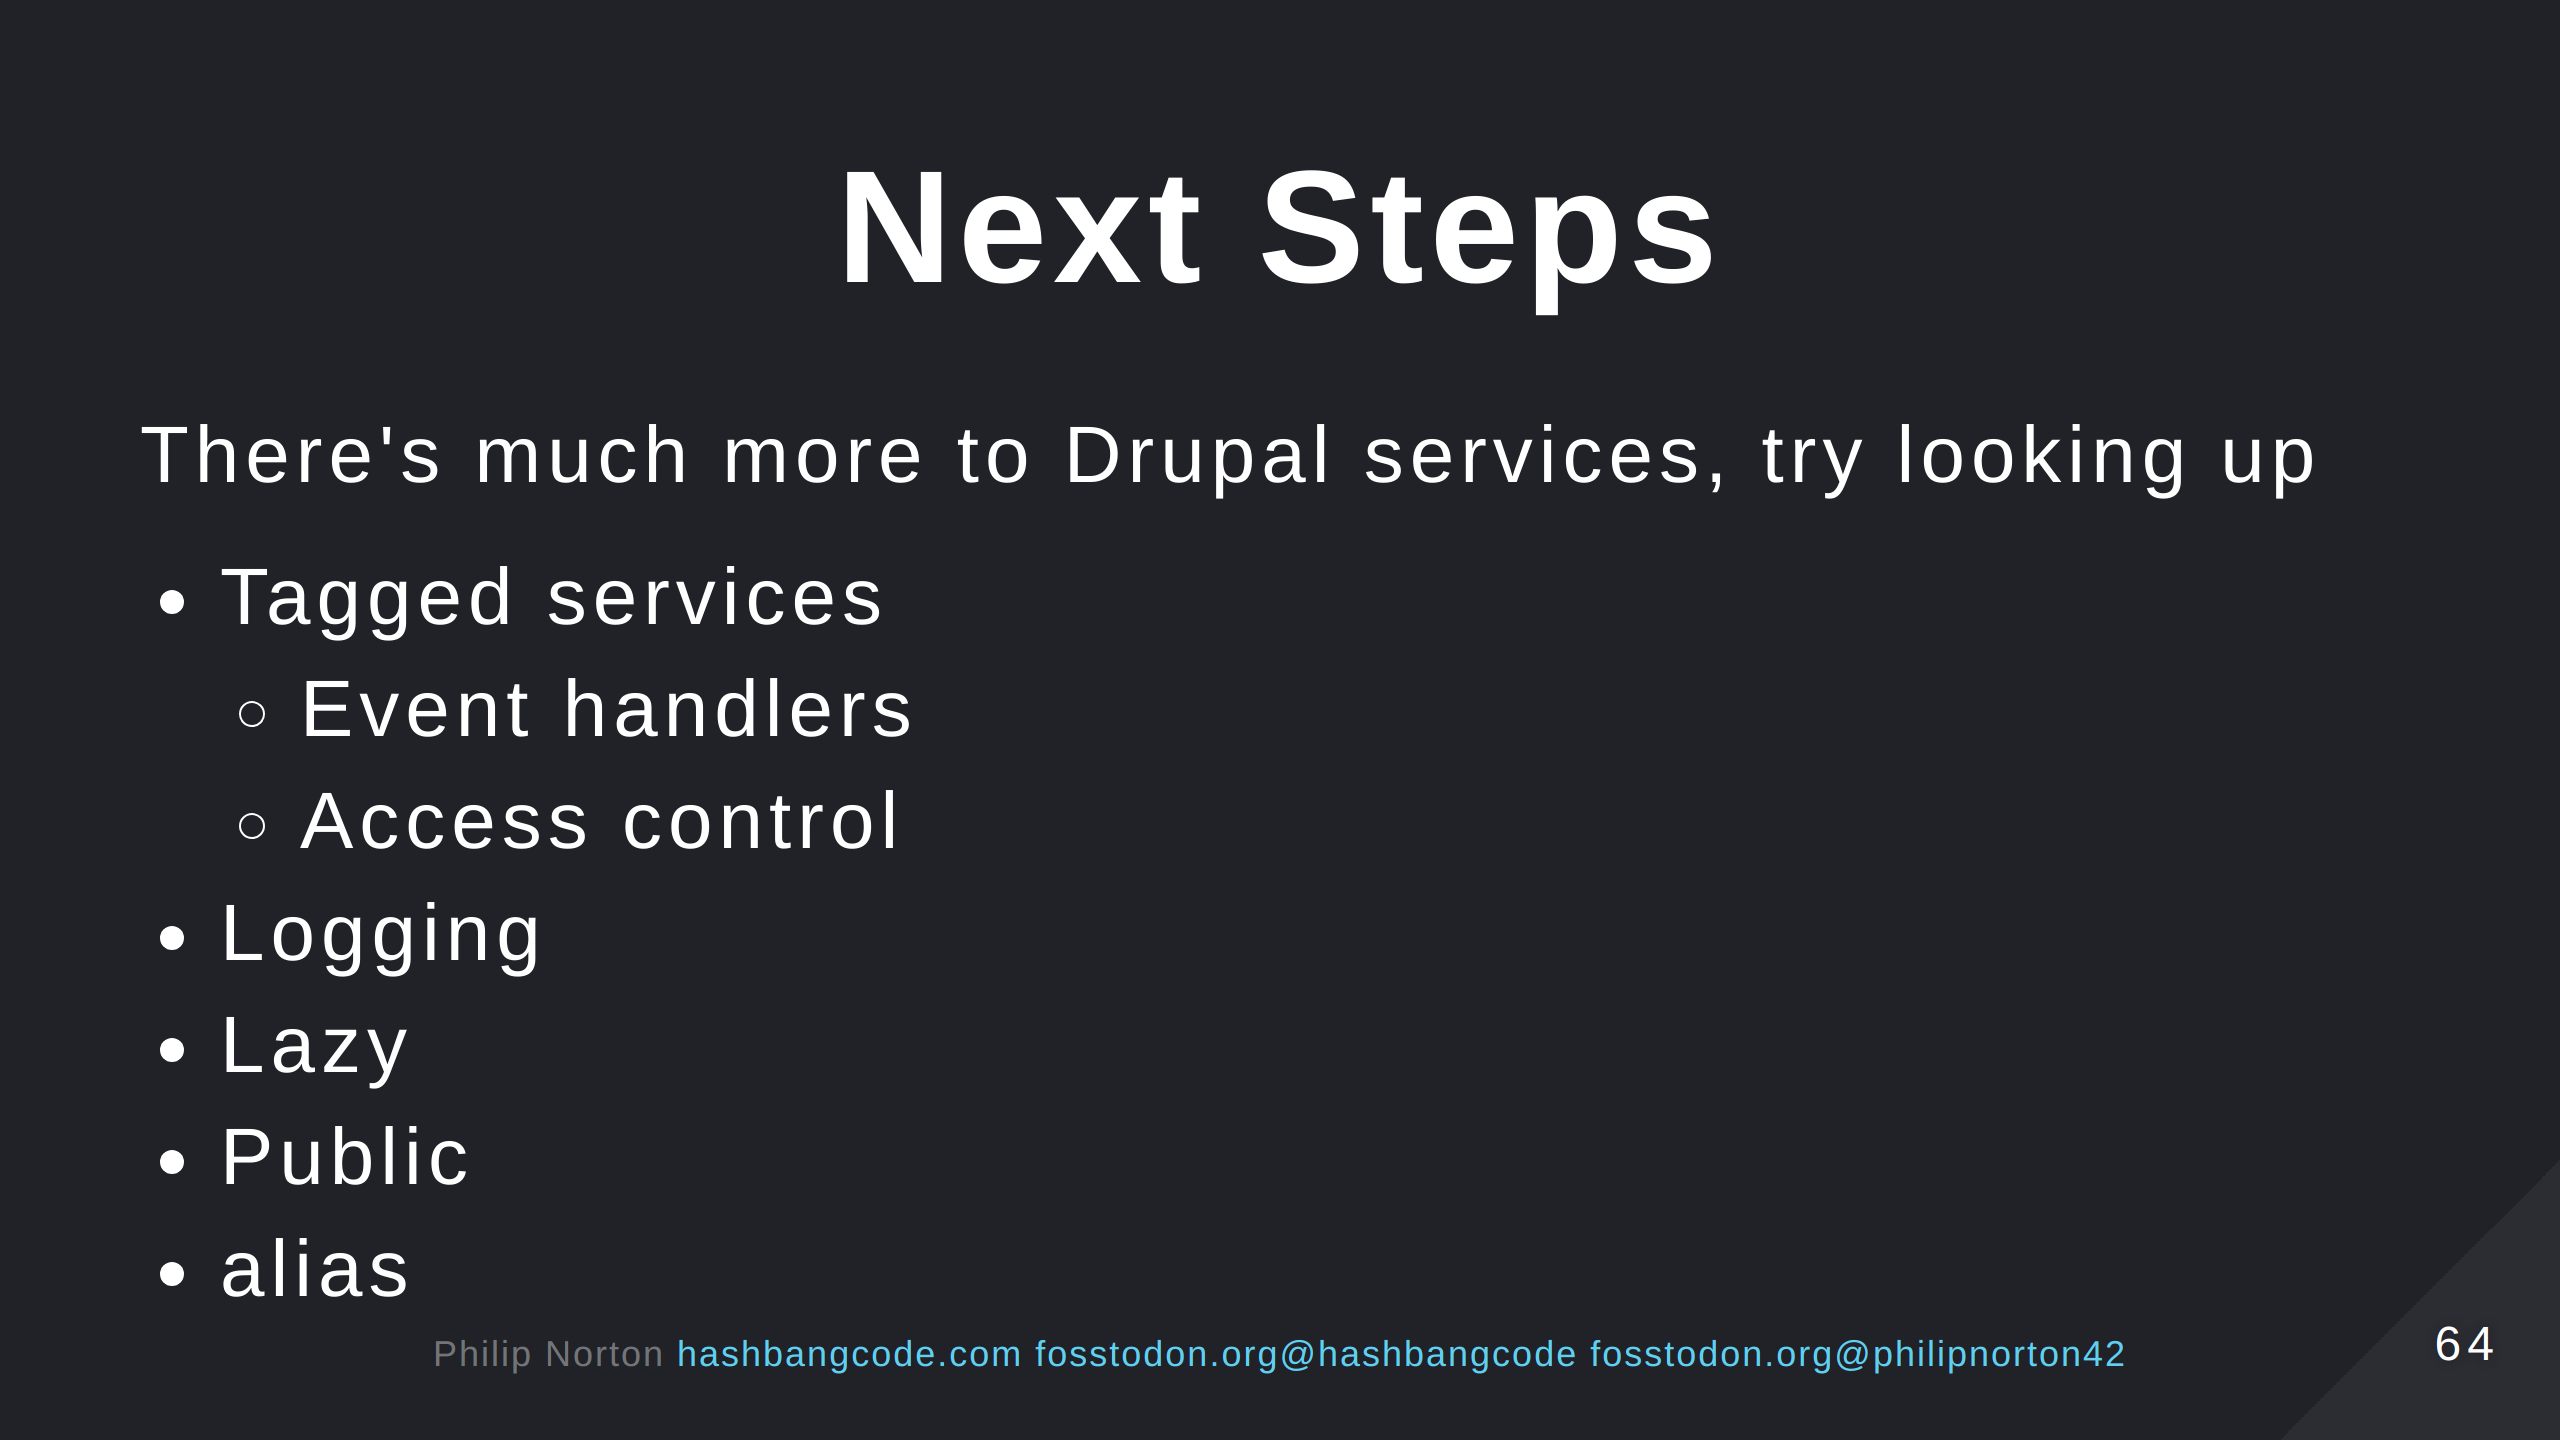 Next Steps
There's much more to Drupal services, try looking up
Tagged services
Event handlers
Access control
Logging
Lazy
Public
alias
Philip Norton hashbangcode.com fosstodon.org@hashbangcode fosstodon.org@philipnorton42
64